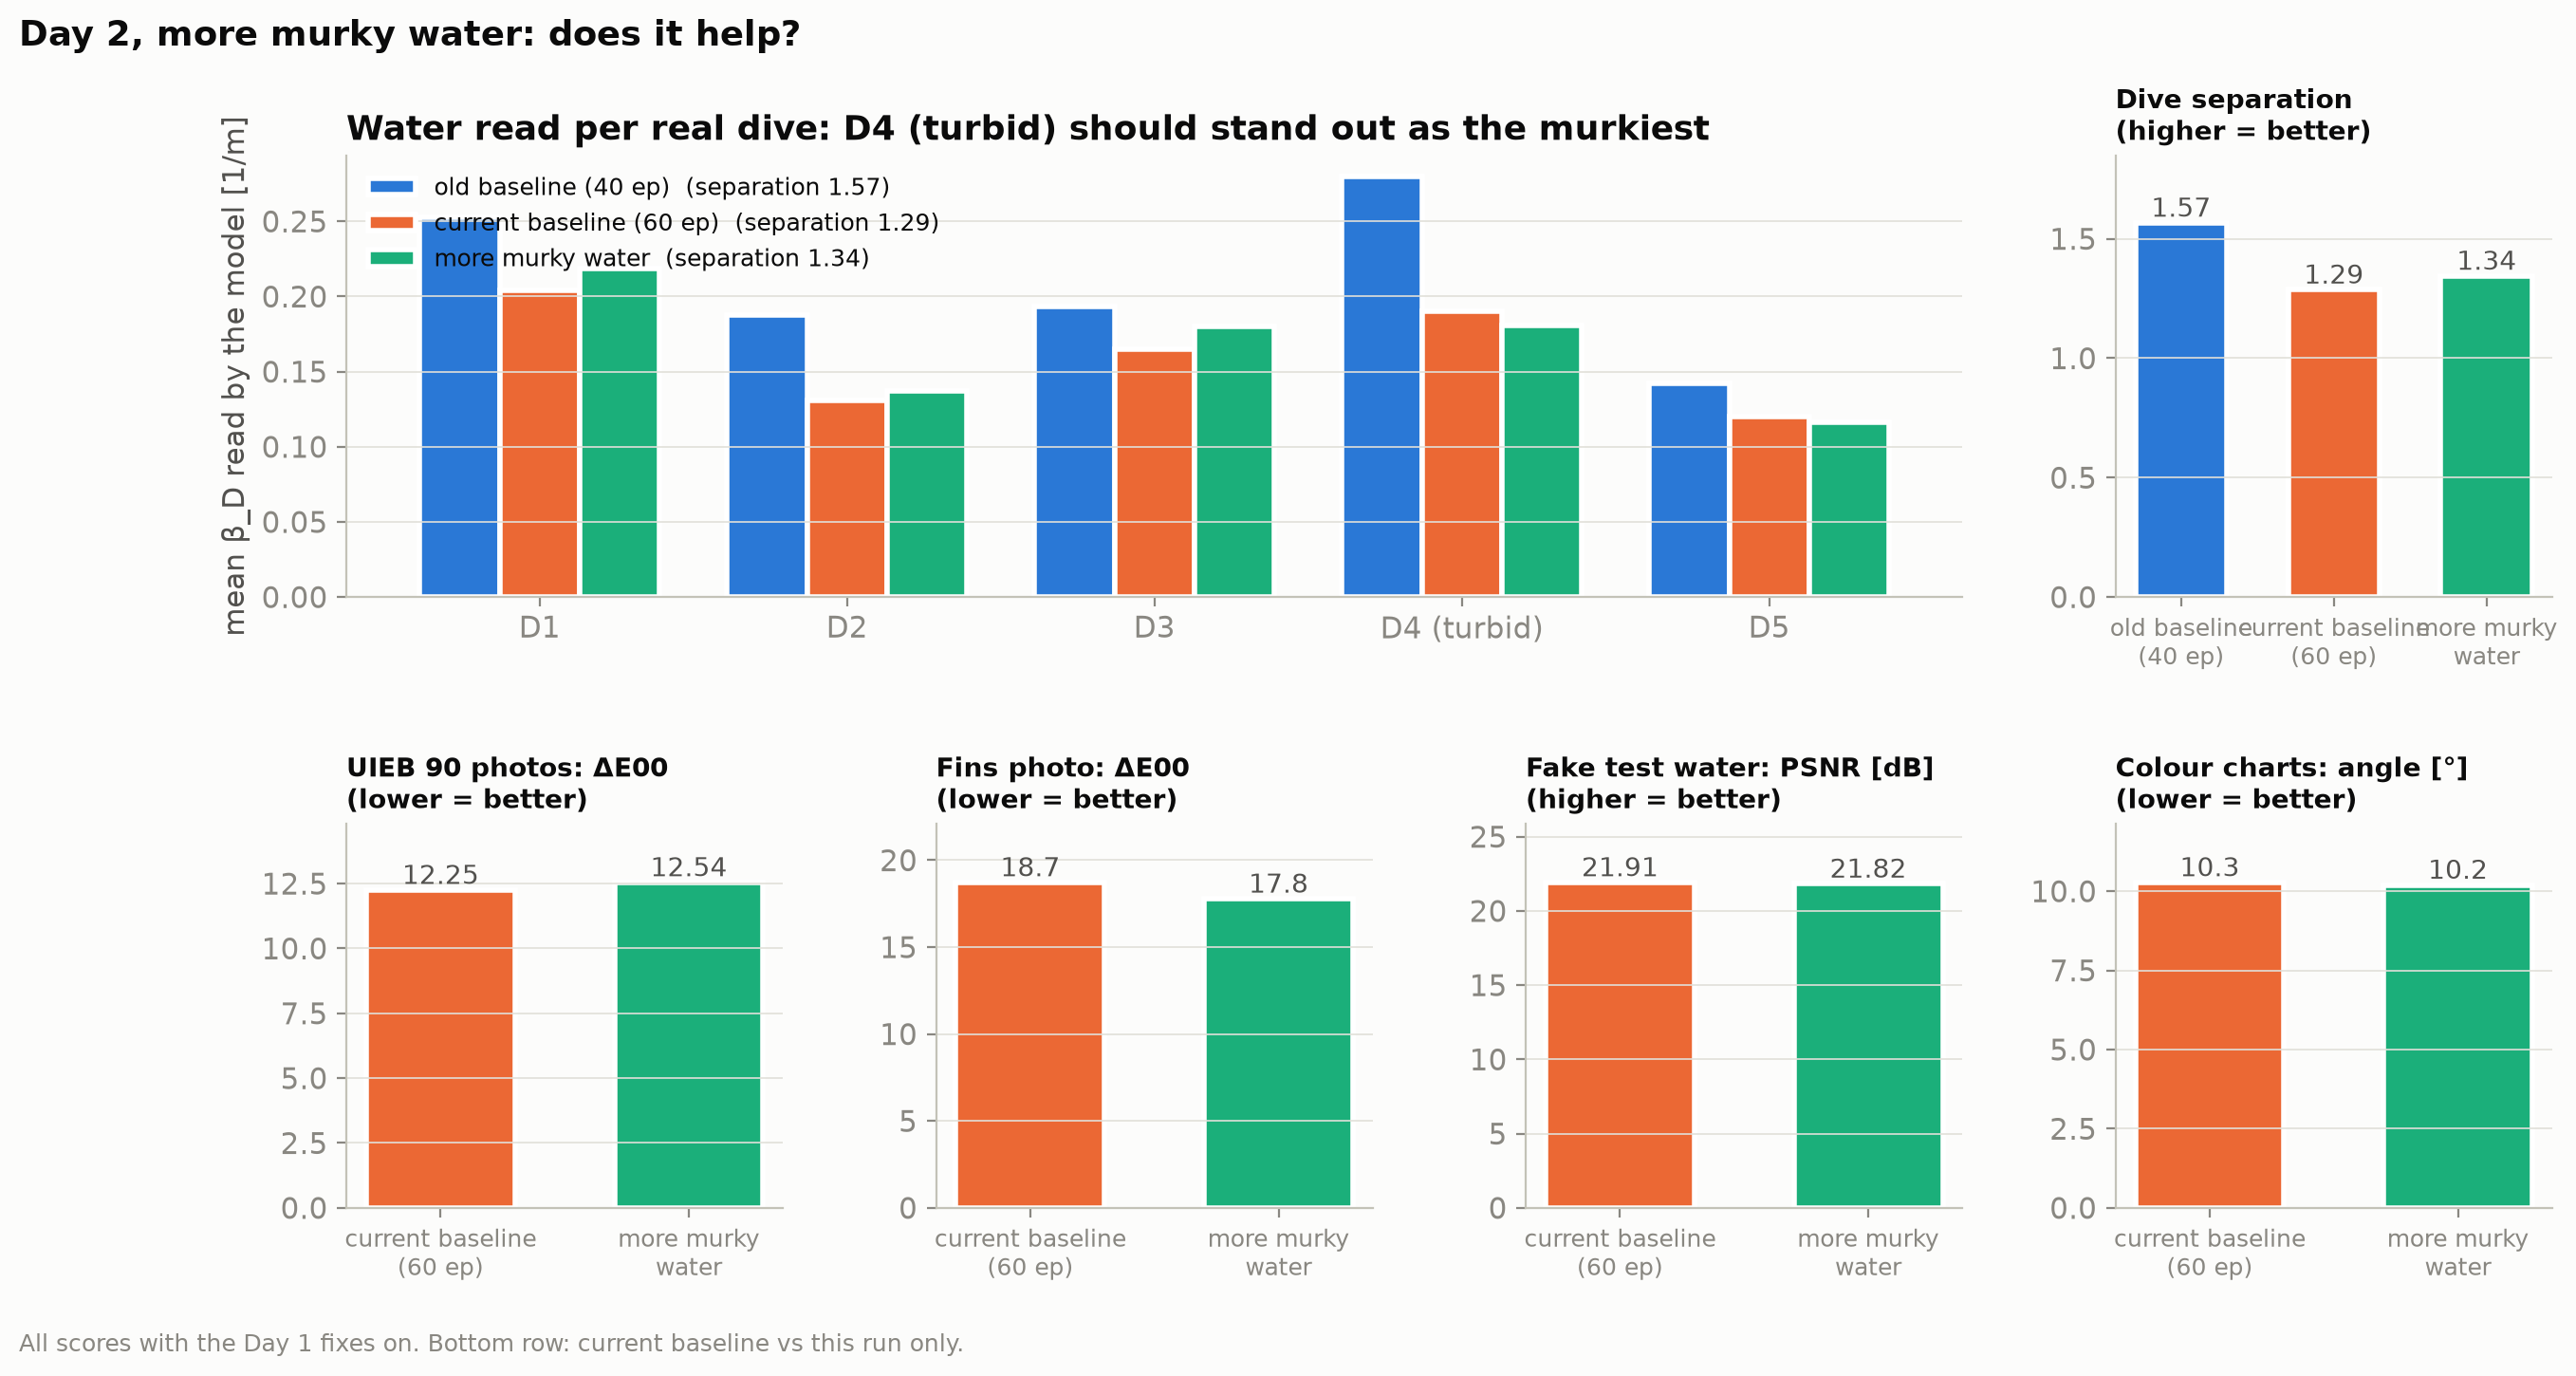 Day 2, more murky water: does it help?
Water read per real dive: D4 (turbid) should stand out as the murkiest
mean β_D read by the model [1/m]
0.25
0.20
0.15
0.10
0.05
0.00
old baseline (40 ep)  (separation 1.57)
current baseline (60 ep)  (separation 1.29)
more murky water  (separation 1.34)
D1
D2
D3
D4 (turbid)
D5
Dive separation
(higher = better)
1.5
1.0
0.5
0.0
1.57
1.29
1.34
old baseline
(40 ep)
current baseline
(60 ep)
more murky
water
UIEB 90 photos: ΔE00
(lower = better)
12.5
10.0
7.5
5.0
2.5
0.0
12.25
12.54
current baseline
(60 ep)
more murky
water
Fins photo: ΔE00
(lower = better)
20
15
10
5
0
18.7
17.8
current baseline
(60 ep)
more murky
water
Fake test water: PSNR [dB]
(higher = better)
25
20
15
10
5
0
21.91
21.82
current baseline
(60 ep)
more murky
water
Colour charts: angle [°]
(lower = better)
10.0
7.5
5.0
2.5
0.0
10.3
10.2
current baseline
(60 ep)
more murky
water
All scores with the Day 1 fixes on. Bottom row: current baseline vs this run only.